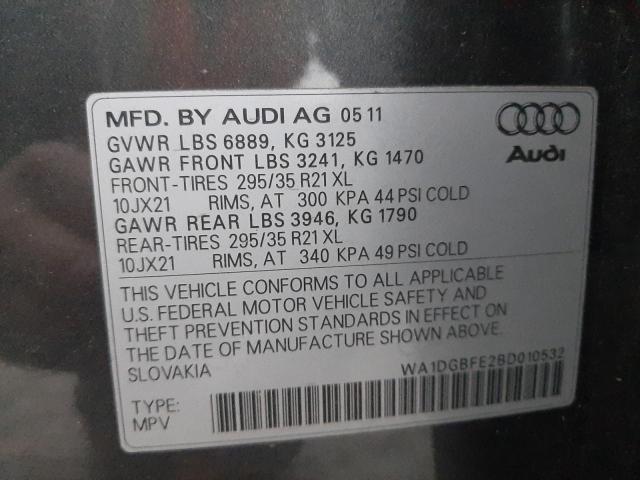 MFD. BY AUDI AG 05 11
GVWR LBS 6889, KG 3125
GAWR FRONT LBS 3241, KG 1470
FRONT-TIRES 295/35 R21 XL
10JX21 RIMS, AT 300 KPA 44 PSI COLD
GAWR REAR LBS 3946, KG 1790
REAR-TIRES 295/35 R21 XL
10JX21 RIMS, AT 340 KPA 49 PSI COLD
Audi
THIS VEHICLE CONFORMS TO ALL APPLICABLE
U.S. FEDERAL MOTOR VEHICLE SAFETY AND
THEFT PREVENTION STANDARDS IN EFFECT ON
THE DATE OF MANUFACTURE SHOWN ABOVE.
SLOVAKIA
WA1DGBFE2BD010532
TYPE:
MPV